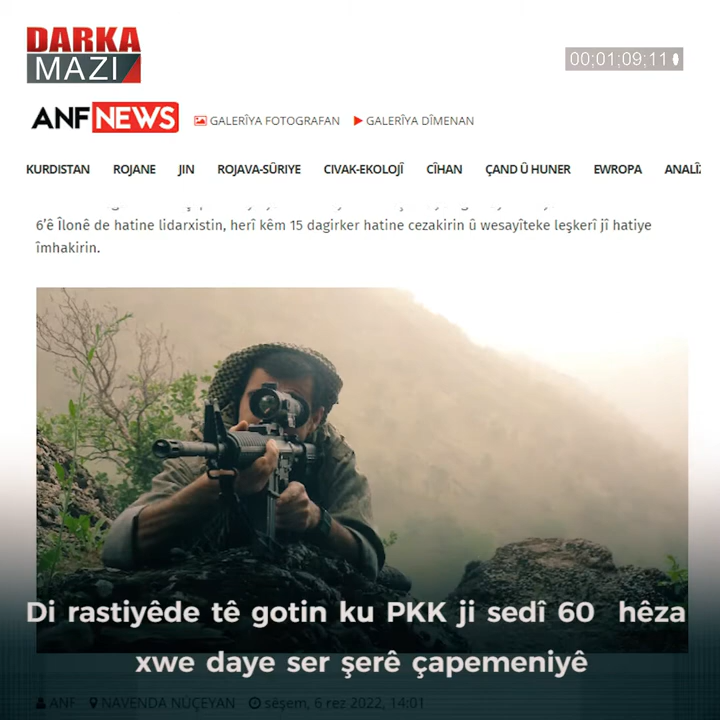 DARKA
MAZI
00;01;09;11
ANF NEWS
GALERÎYA FOTOGRAFAN
GALERÎYA DÎMENAN
KURDISTAN ROJANE JIN ROJAVA-SÛRIYE CIVAK-EKOLOJÎ CÎHAN ÇAND Û HUNER EWROPA ANALÎZ
6'ê Îlonê de hatine lidarxistin, herî kêm 15 dagirker hatine cezakirin û wesayîteke leşkerî jî hatiye
îmhakirin.
Di rastiyêde tê gotin ku PKK ji sedî 60 hêza
xwe daye ser şerê çapemeniyê
ANF NAVENDA NÛÇEYAN sêşem, 6 rez 2022, 14:01